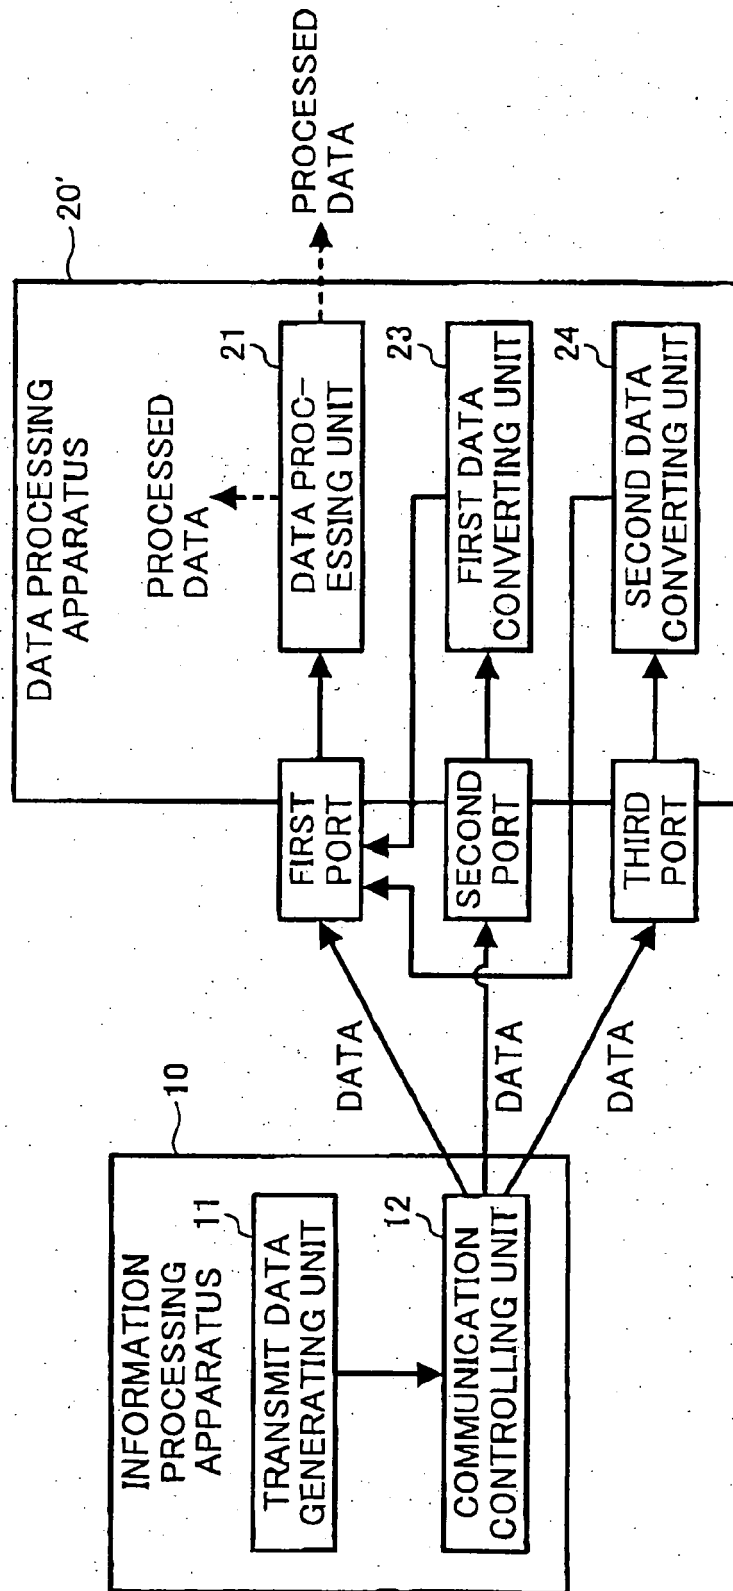 INFORMATION
PROCESSING
APPARATUS
10
11
TRANSMIT DATA
GENERATING UNIT
12
COMMUNICATION
CONTROLLING UNIT
DATA
DATA
DATA
DATA PROCESSING
APPARATUS
20'
FIRST
PORT
SECOND
PORT
THIRD
PORT
PROCESSED
DATA
21
DATA PROC-
ESSING UNIT
PROCESSED
DATA
23
FIRST DATA
CONVERTING UNIT
24
SECOND DATA
CONVERTING UNIT